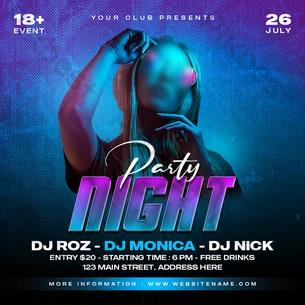 18+
EVENT
YOUR CLUB PRESENTS
26
JULY
Party
NIGHT
DJ ROZ - DJ MONICA - DJ NICK
ENTRY $20 - STARTING TIME : 6 PM - FREE DRINKS
123 MAIN STREET, ADDRESS HERE
MORE INFORMATION | WWW.WEBSITENAME.COM